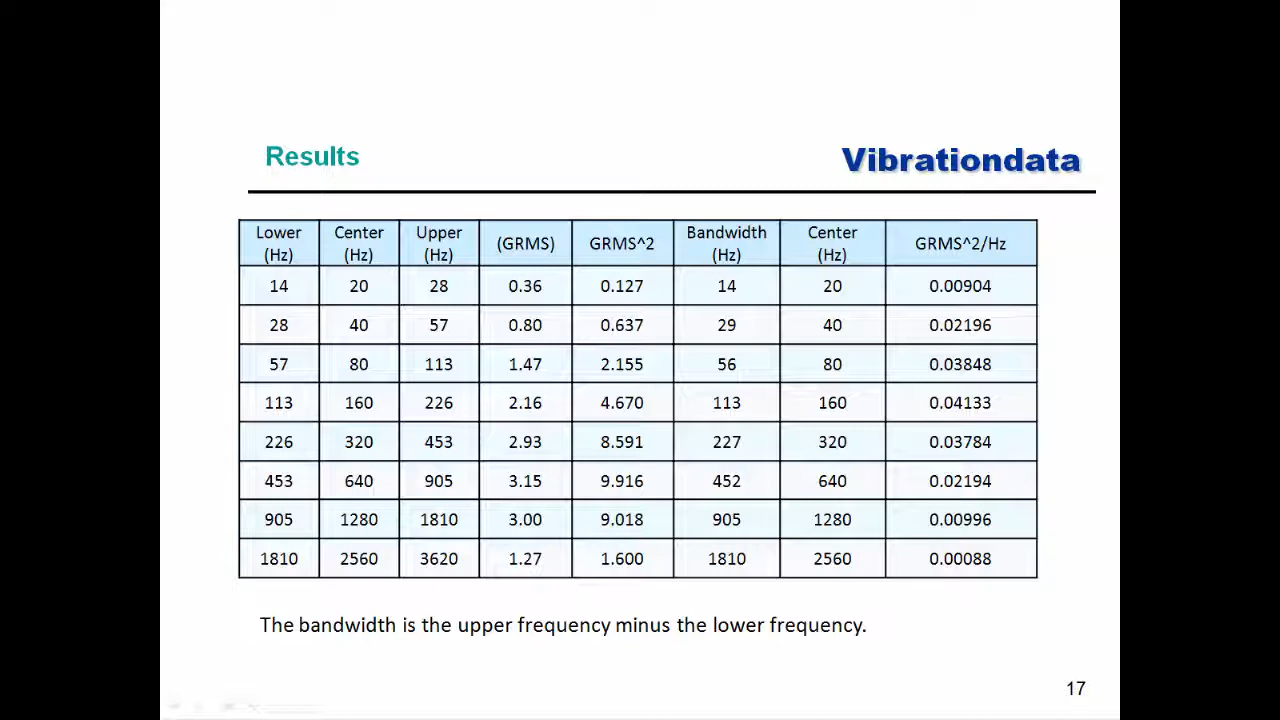 Results
Vibrationdata
Lower (Hz) Center (Hz) Upper (Hz) (GRMS) GRMS^2 Bandwidth (Hz) Center (Hz) GRMS^2/Hz
14 20 28 0.36 0.127 14 20 0.00904
28 40 57 0.80 0.637 29 40 0.02196
57 80 113 1.47 2.155 56 80 0.03848
113 160 226 2.16 4.670 113 160 0.04133
226 320 453 2.93 8.591 227 320 0.03784
453 640 905 3.15 9.916 452 640 0.02194
905 1280 1810 3.00 9.018 905 1280 0.00996
1810 2560 3620 1.27 1.600 1810 2560 0.00088
The bandwidth is the upper frequency minus the lower frequency.
17